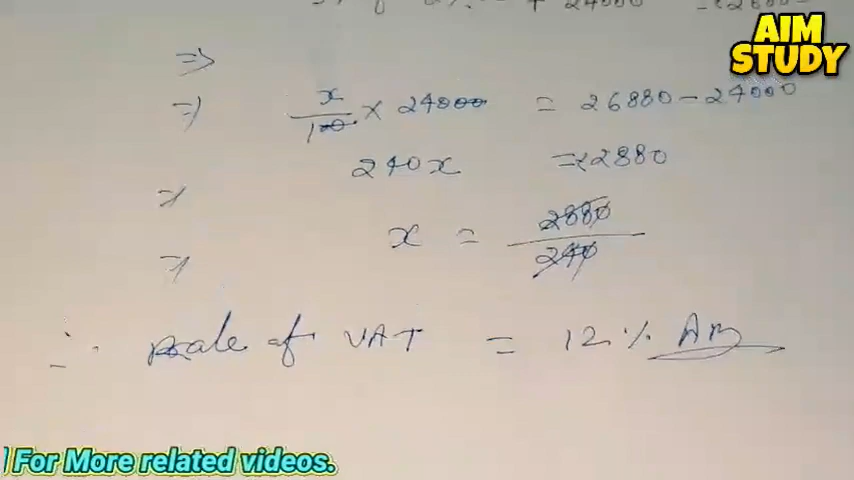 + 24000
AIM
STUDY
=>
=> x/100 × 24000 = 26880 - 24000
=> 240x = 2880
=> x = 2880/240
∴ Rate of VAT = 12% Ans
For More related videos.